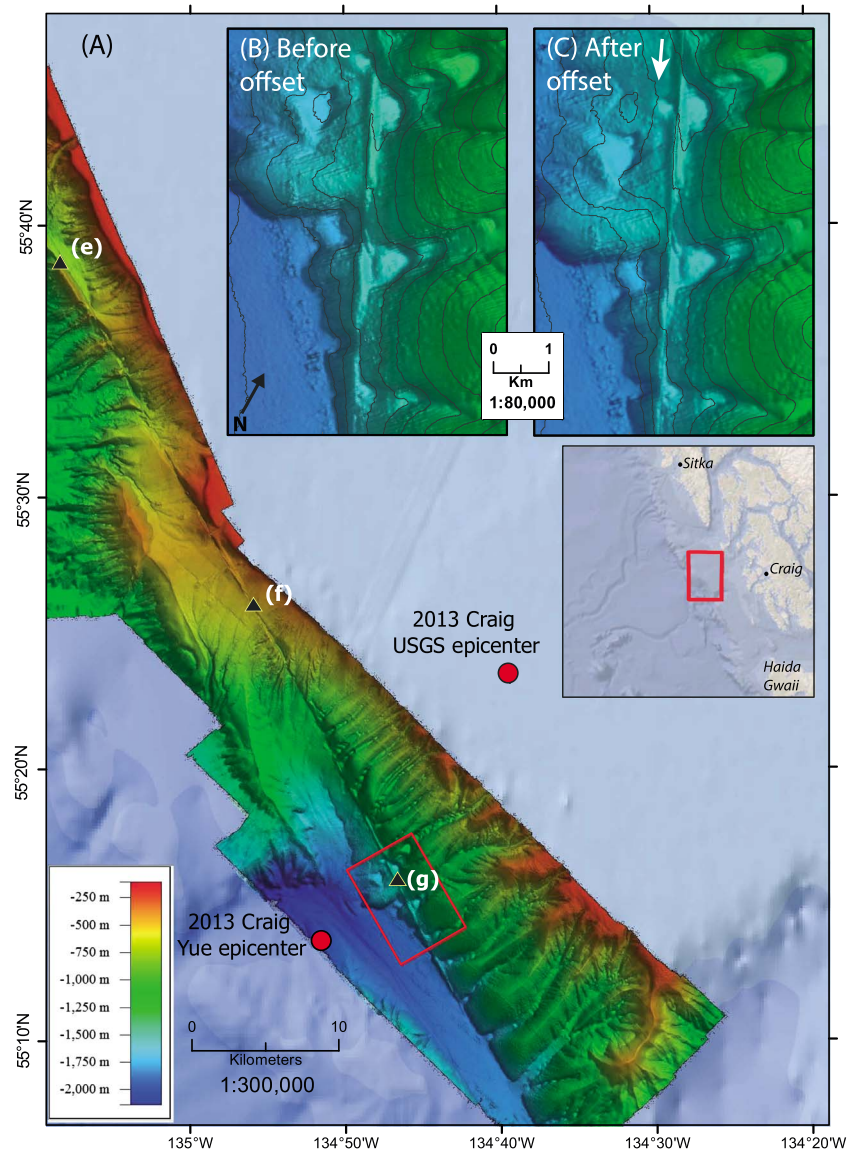 (A)
(B) Before
offset
(C) After
offset
N
0 1
Km
1:80,000
55°40'N
55°30'N
55°20'N
55°10'N
(e)
(f)
(g)
2013 Craig
USGS epicenter
2013 Craig
Yue epicenter
Sitka
Craig
Haida
Gwaii
-250 m
-500 m
-750 m
-1,000 m
-1,250 m
-1,500 m
-1,750 m
-2,000 m
0 10
Kilometers
1:300,000
135°W 134°50'W 134°40'W 134°30'W 134°20'W